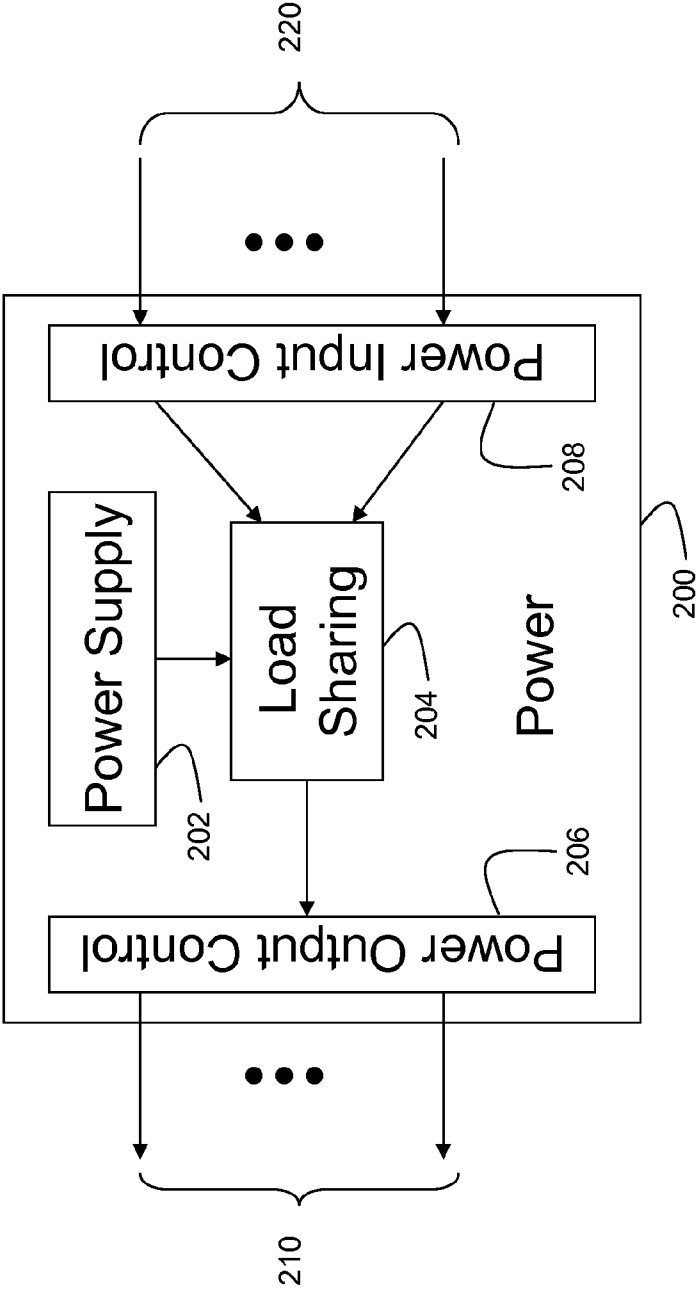 220
Power Input Control
208
Power Supply
202
Load
Sharing
204
Power
200
Power Output Control
206
210